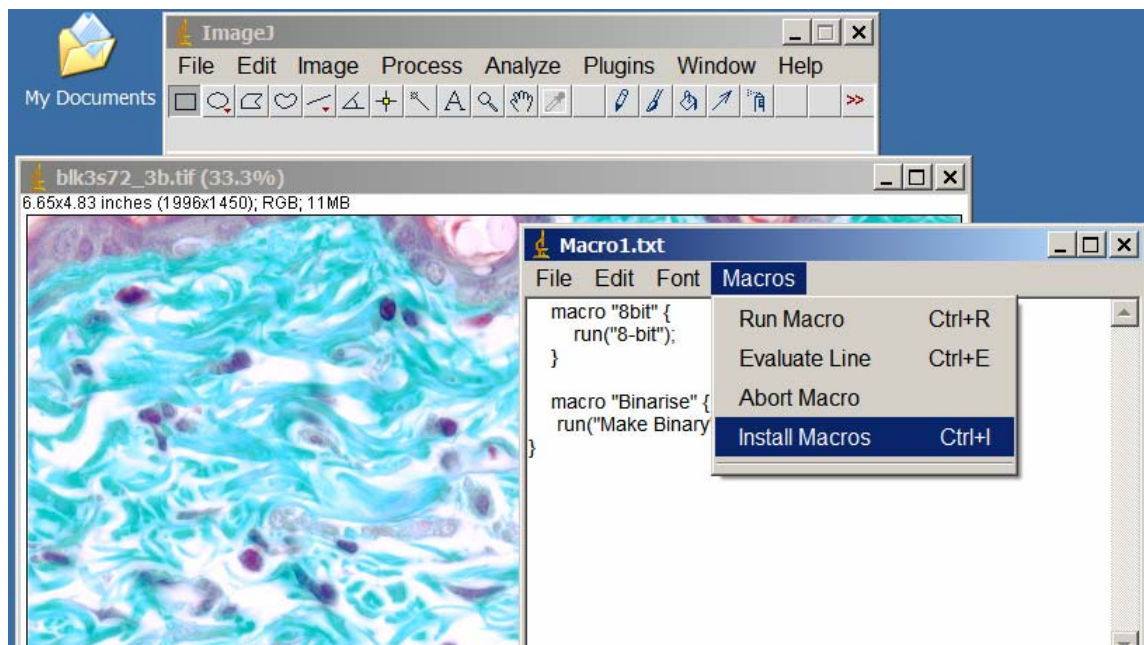 My Documents
ImageJ
File Edit Image Process Analyze Plugins Window Help
A
>>
blk3s72_3b.tif (33.3%)
6.65x4.83 inches (1996x1450); RGB; 11MB
Macro1.txt
File Edit Font Macros
macro "8bit" {
run("8-bit");
}
macro "Binarise" {
run("Make Binary
}
Run Macro Ctrl+R
Evaluate Line Ctrl+E
Abort Macro
Install Macros Ctrl+I